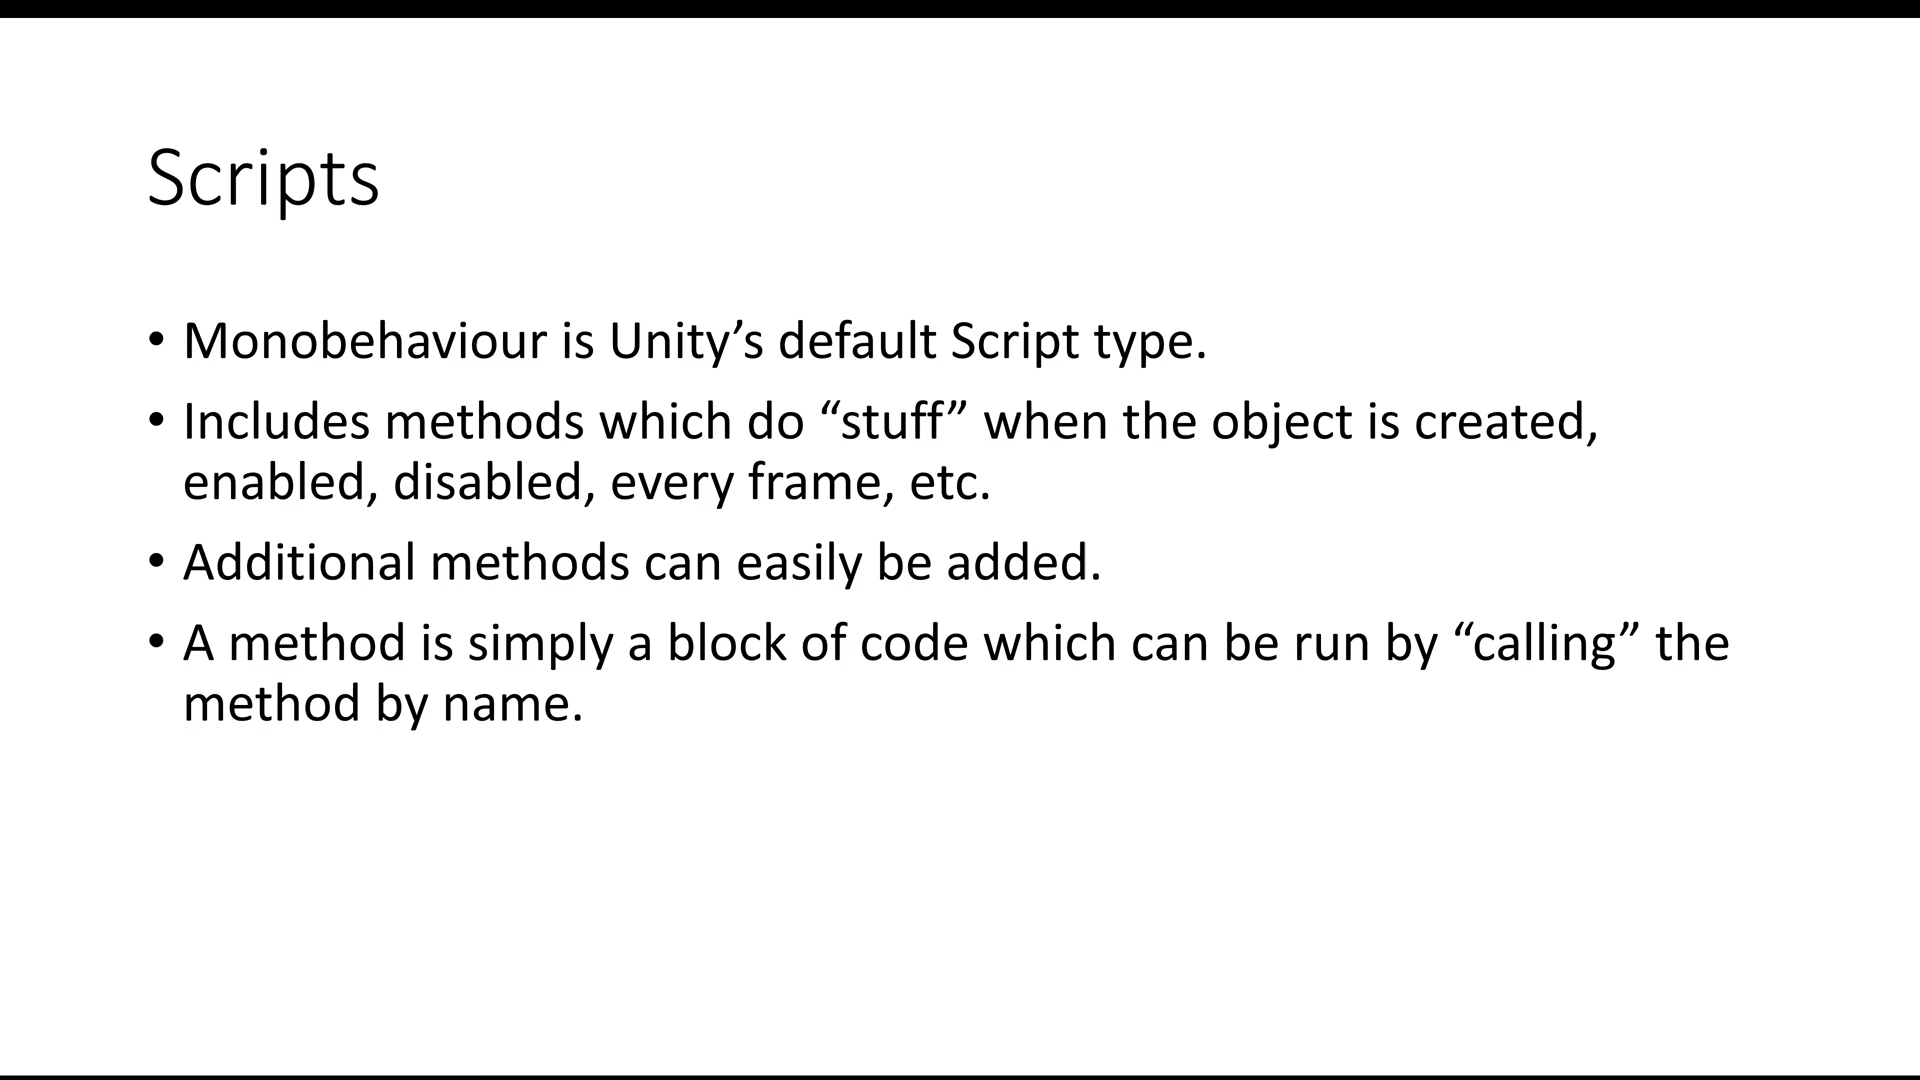 Scripts
• Monobehaviour is Unity’s default Script type.
• Includes methods which do “stuff” when the object is created,
enabled, disabled, every frame, etc.
• Additional methods can easily be added.
• A method is simply a block of code which can be run by “calling” the
method by name.